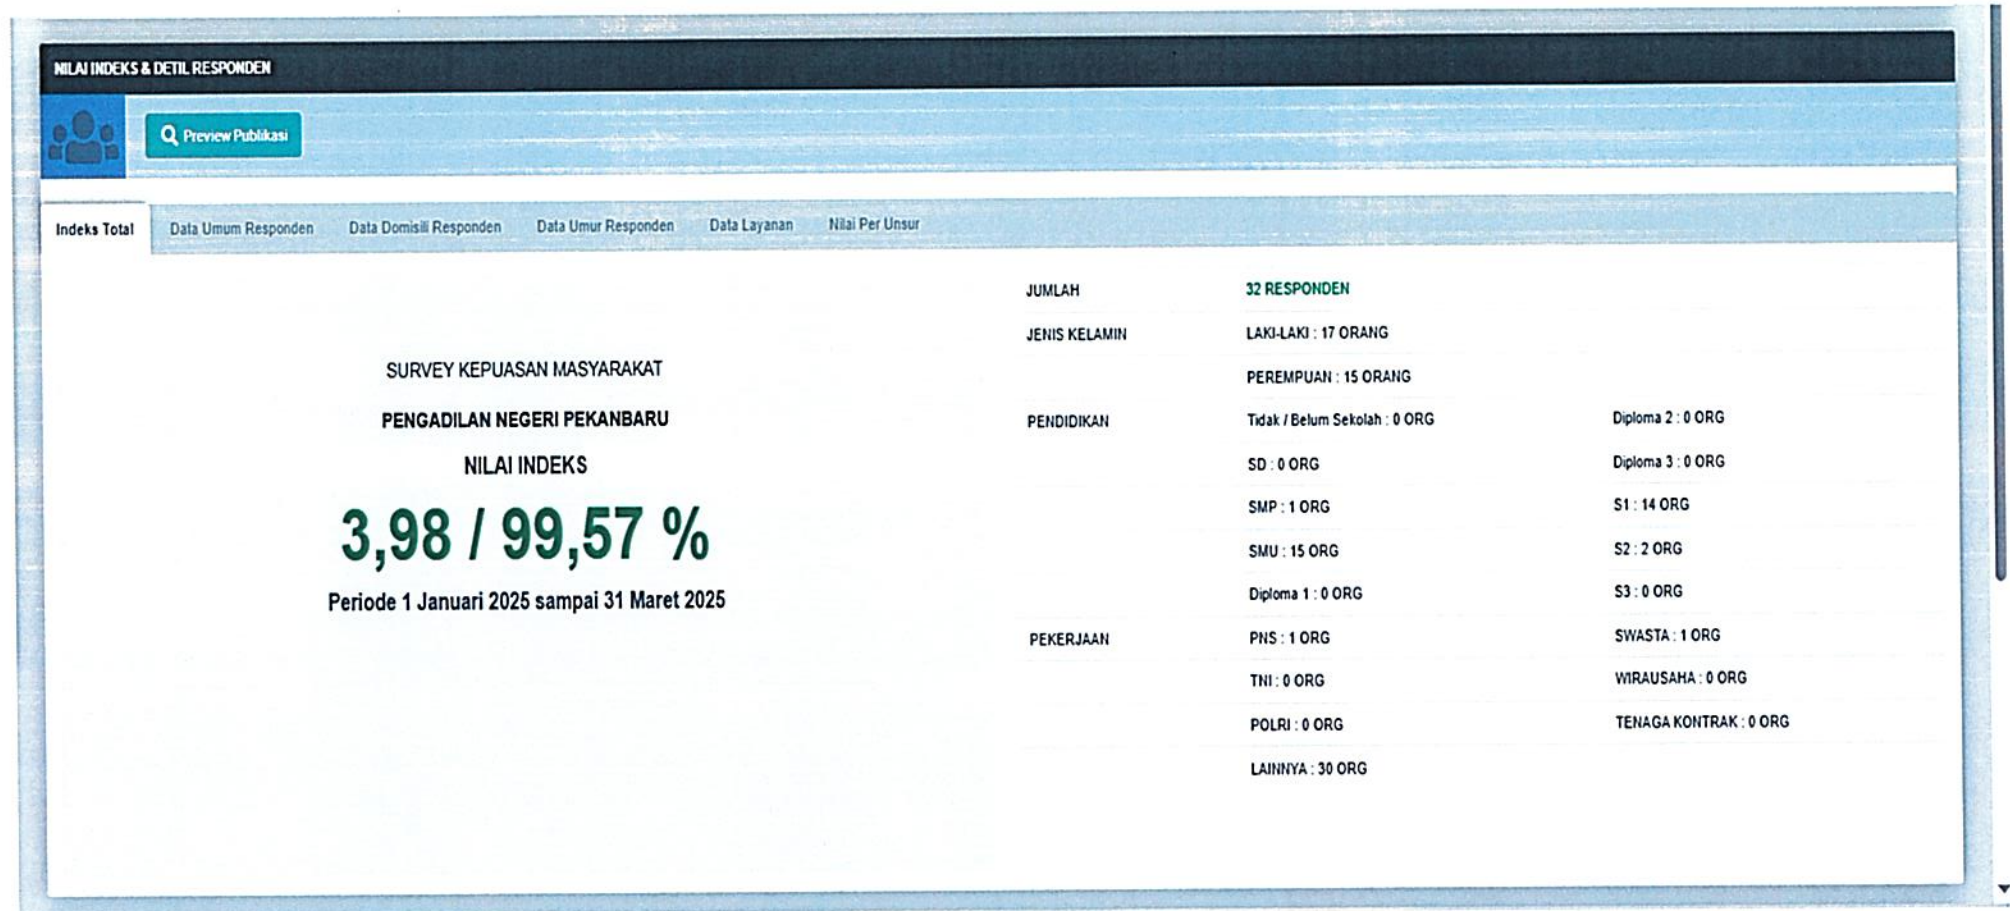 NILAI INDEKS & DETIL RESPONDEN
Preview Publikasi
Indeks Total Data Umum Responden Data Domisili Responden Data Umur Responden Data Layanan Nilai Per Unsur
SURVEY KEPUASAN MASYARAKAT
PENGADILAN NEGERI PEKANBARU
NILAI INDEKS
3,98 / 99,57 %
Periode 1 Januari 2025 sampai 31 Maret 2025
JUMLAH 32 RESPONDEN
JENIS KELAMIN LAKI-LAKI : 17 ORANG
PEREMPUAN : 15 ORANG
PENDIDIKAN Tidak / Belum Sekolah : 0 ORG Diploma 2 : 0 ORG
SD : 0 ORG Diploma 3 : 0 ORG
SMP : 1 ORG S1 : 14 ORG
SMU : 15 ORG S2 : 2 ORG
Diploma 1 : 0 ORG S3 : 0 ORG
PEKERJAAN PNS : 1 ORG SWASTA : 1 ORG
TNI : 0 ORG WIRAUSAHA : 0 ORG
POLRI : 0 ORG TENAGA KONTRAK : 0 ORG
LAINNYA : 30 ORG